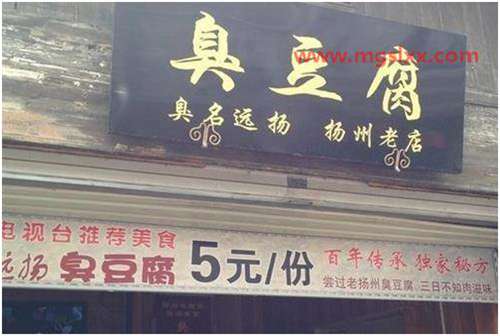 www.mgslxx.com
臭豆腐
臭名远扬 扬州老店
电视台推荐美食
远扬 臭豆腐 5元/份
百年传承 独家秘方
尝过老扬州臭豆腐,三日不知肉滋味